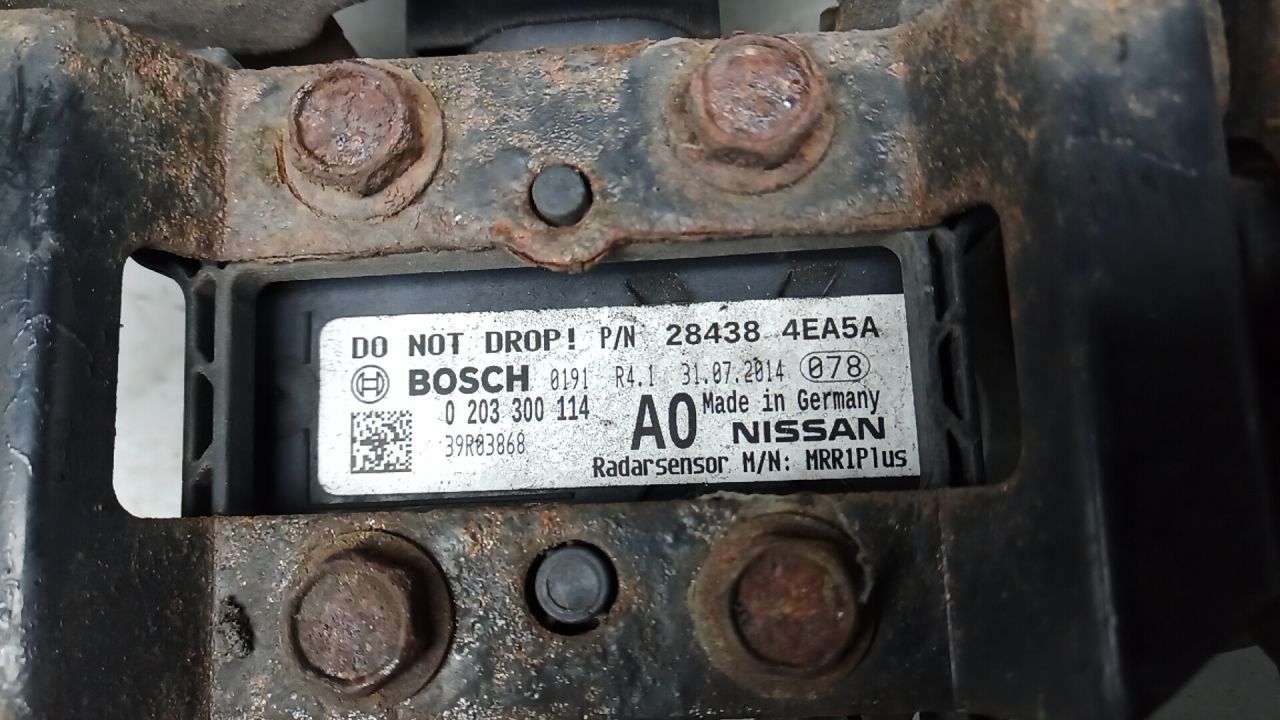 DO NOT DROP! P/N 28438 4EA5A
BOSCH 0191 R4.1 31.07.2014 078
0 203 300 114 A0 Made in Germany
39R03868 NISSAN
Radarsensor M/N: MRR1Plus